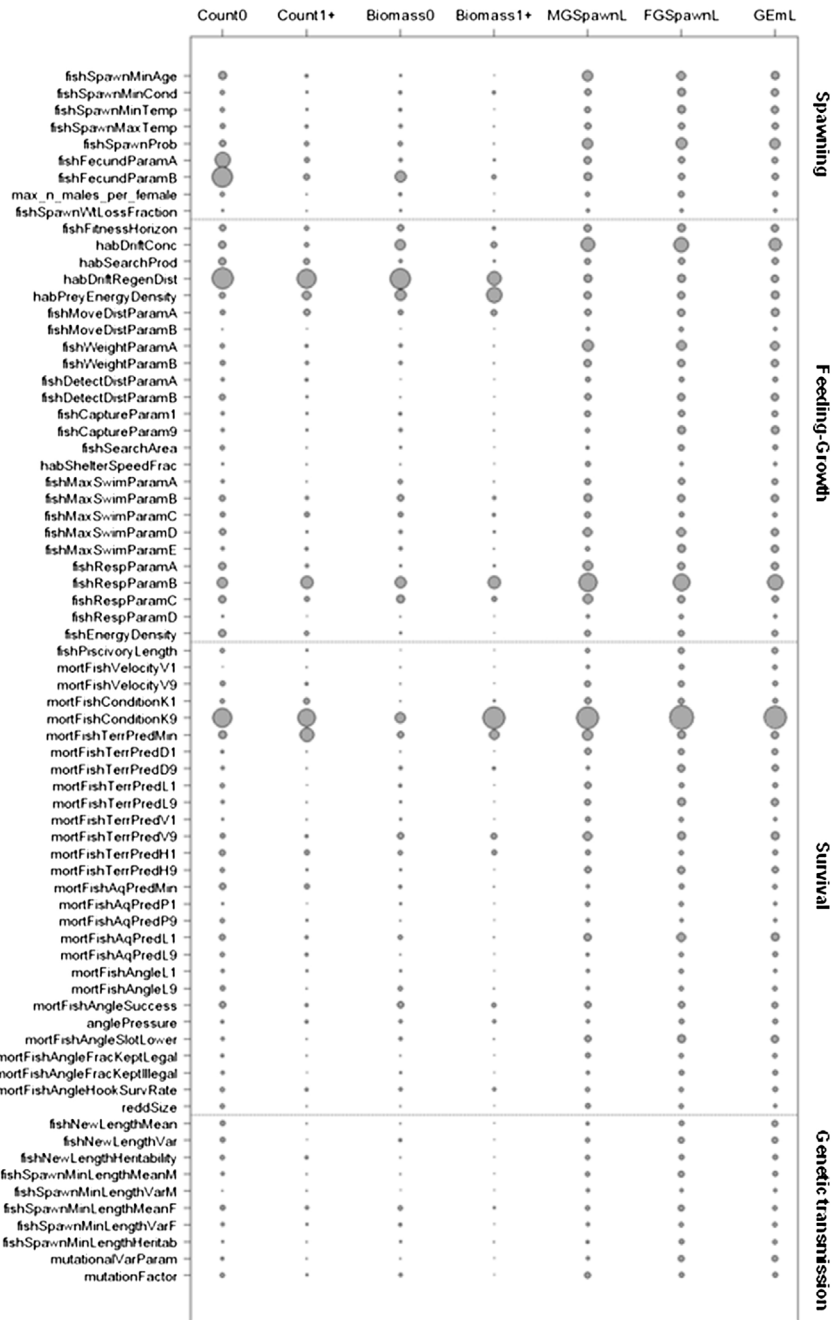 Count0 Count1+ Biomass0 Biomass1+ MGSpawnL FGSpawnL GEmL
Spawning
fishSpawnMinAge
fishSpawnMinCond
fishSpawnMinTemp
fishSpawnMaxTemp
fishSpawnProb
fishFecundParamA
fishFecundParamB
max_n_males_per_female
fishSpawnWtLossFraction
Feeding-Growth
fishFitnessHorizon
habDriftConc
habSearchProd
habDriftRegenDist
habPreyEnergyDensity
fishMoveDistParamA
fishMoveDistParamB
fishWeightParamA
fishWeightParamB
fishDetectDistParamA
fishDetectDistParamB
fishCaptureParam1
fishCaptureParam9
fishSearchArea
habShelterSpeedFrac
fishMaxSwimParamA
fishMaxSwimParamB
fishMaxSwimParamC
fishMaxSwimParamD
fishMaxSwimParamE
fishRespParamA
fishRespParamB
fishRespParamC
fishRespParamD
fishEnergyDensity
Survival
fishPiscivoryLength
mortFishVelocityV1
mortFishVelocityV9
mortFishConditionK1
mortFishConditionK9
mortFishTerrPredMin
mortFishTerrPredD1
mortFishTerrPredD9
mortFishTerrPredL1
mortFishTerrPredL9
mortFishTerrPredV1
mortFishTerrPredV9
mortFishTerrPredH1
mortFishTerrPredH9
mortFishAqPredMin
mortFishAqPredP1
mortFishAqPredP9
mortFishAqPredL1
mortFishAqPredL9
mortFishAngleL1
mortFishAngleL9
mortFishAngleSuccess
anglePressure
mortFishAngleSlotLower
mortFishAngleFracKeptLegal
mortFishAngleFracKeptIllegal
mortFishAngleHookSurvRate
reddSize
Genetic transmission
fishNewLengthMean
fishNewLengthVar
fishNewLengthHeritability
fishSpawnMinLengthMeanM
fishSpawnMinLengthVarM
fishSpawnMinLengthMeanF
fishSpawnMinLengthVarF
fishSpawnMinLengthHeritab
mutationalVarParam
mutationFactor